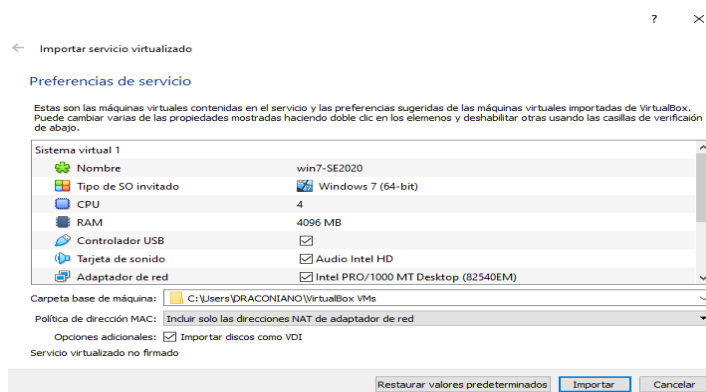 ?
Importar servicio virtualizado
Preferencias de servicio
Estas son las máquinas virtuales contenidas en el servicio y las preferencias sugeridas de las máquinas virtuales importadas de VirtualBox.
Puede cambiar varias de las propiedades mostradas haciendo doble clic en los elemenos y deshabilitar otras usando las casillas de verificaión
de abajo.
Sistema virtual 1
Nombre win7-SE2020
Tipo de SO invitado Windows 7 (64-bit)
CPU 4
RAM 4096 MB
Controlador USB
Tarjeta de sonido Audio Intel HD
Adaptador de red Intel PRO/1000 MT Desktop (82540EM)
Carpeta base de máquina: C:\Users\DRACONIANO\VirtualBox VMs
Política de dirección MAC: Incluir solo las direcciones NAT de adaptador de red
Opciones adicionales: Importar discos como VDI
Servicio virtualizado no firmado
Restaurar valores predeterminados Importar Cancelar